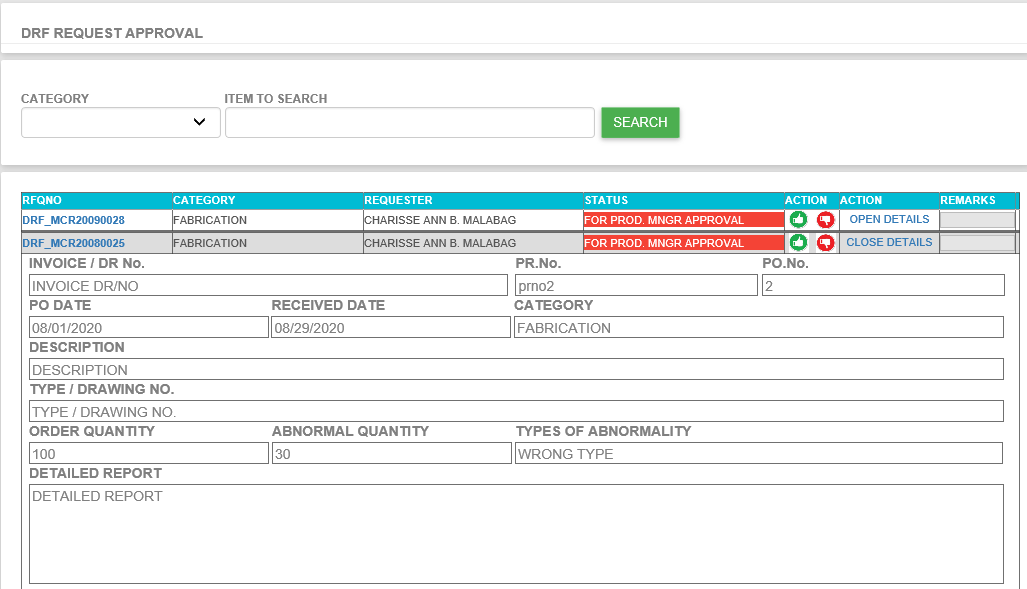 DRF REQUEST APPROVAL
CATEGORY ITEM TO SEARCH
SEARCH
RFQNO CATEGORY REQUESTER STATUS ACTION ACTION REMARKS
DRF_MCR20090028 FABRICATION CHARISSE ANN B. MALABAG FOR PROD. MNGR APPROVAL OPEN DETAILS
DRF_MCR20080025 FABRICATION CHARISSE ANN B. MALABAG FOR PROD. MNGR APPROVAL CLOSE DETAILS
INVOICE / DR No. PR.No. PO.No.
INVOICE DR/NO prno2 2
PO DATE RECEIVED DATE CATEGORY
08/01/2020 08/29/2020 FABRICATION
DESCRIPTION
DESCRIPTION
TYPE / DRAWING NO.
TYPE / DRAWING NO.
ORDER QUANTITY ABNORMAL QUANTITY TYPES OF ABNORMALITY
100 30 WRONG TYPE
DETAILED REPORT
DETAILED REPORT